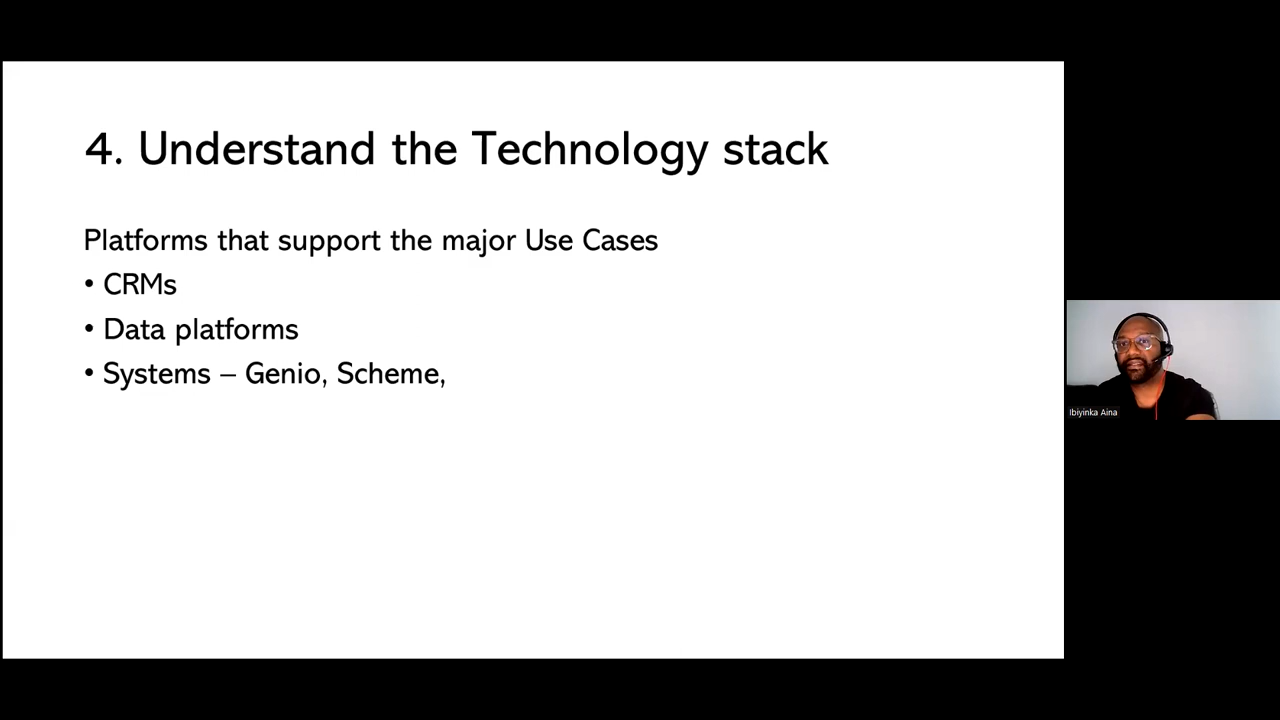 4. Understand the Technology stack
Platforms that support the major Use Cases
• CRMs
• Data platforms
• Systems – Genio, Scheme,
Ibiyinka Aina